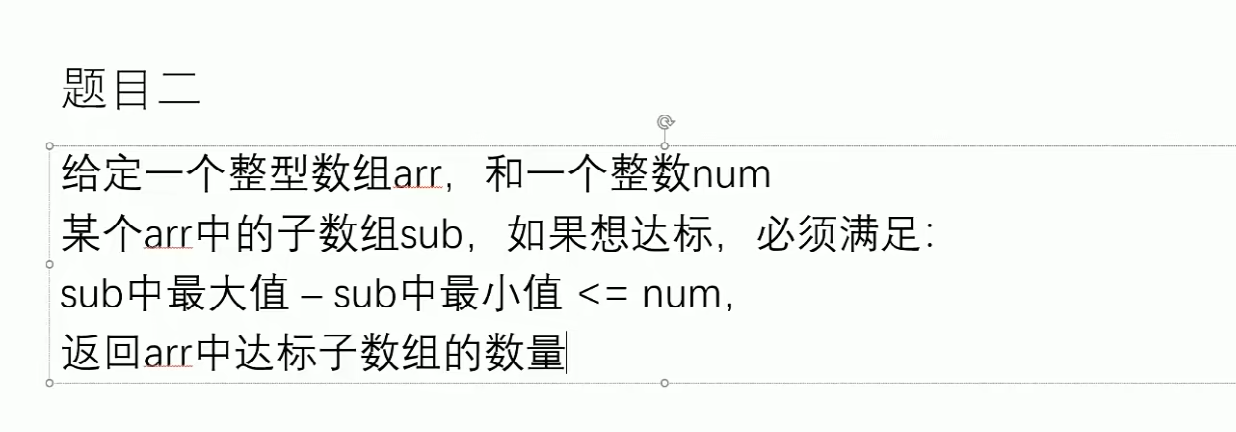 题目二
给定一个整型数组arr，和一个整数num
某个arr中的子数组sub，如果想达标，必须满足：
sub中最大值 – sub中最小值 <= num，
返回arr中达标子数组的数量